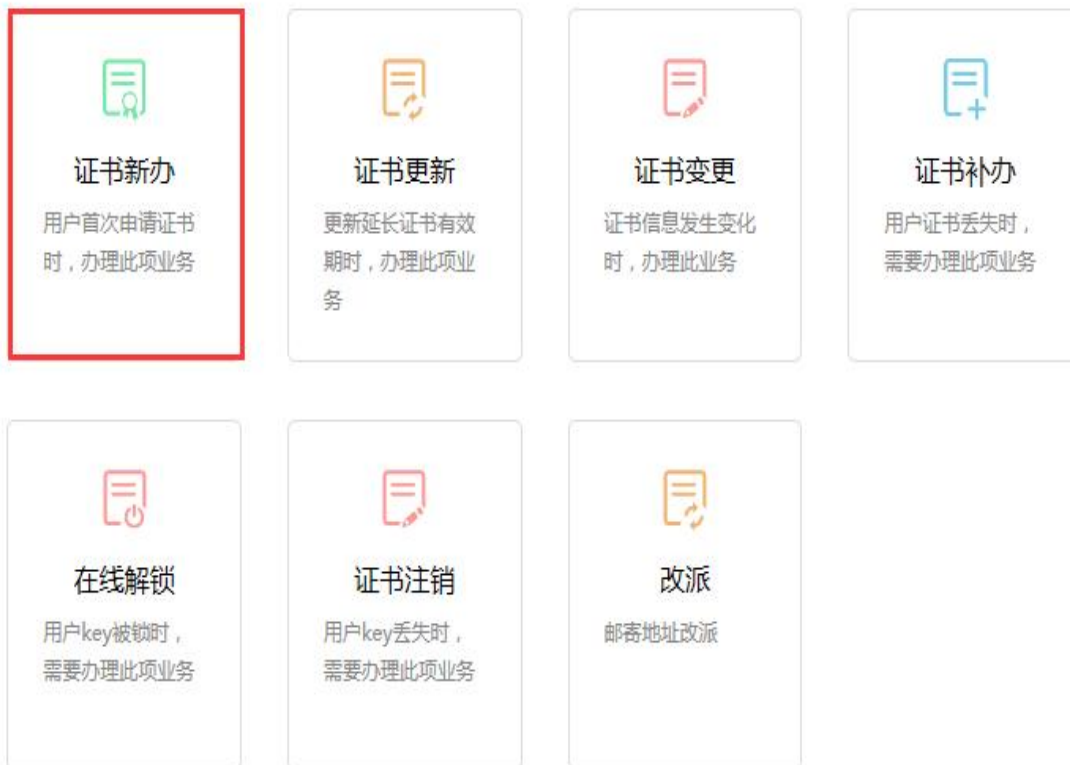 证书新办
用户首次申请证书
时，办理此项业务
证书更新
更新延长证书有效
期时，办理此项业
务
证书变更
证书信息发生变化
时，办理此业务
证书补办
用户证书丢失时，
需要办理此项业务
在线解锁
用户key被锁时，
需要办理此项业务
证书注销
用户key丢失时，
需要办理此项业务
改派
邮寄地址改派